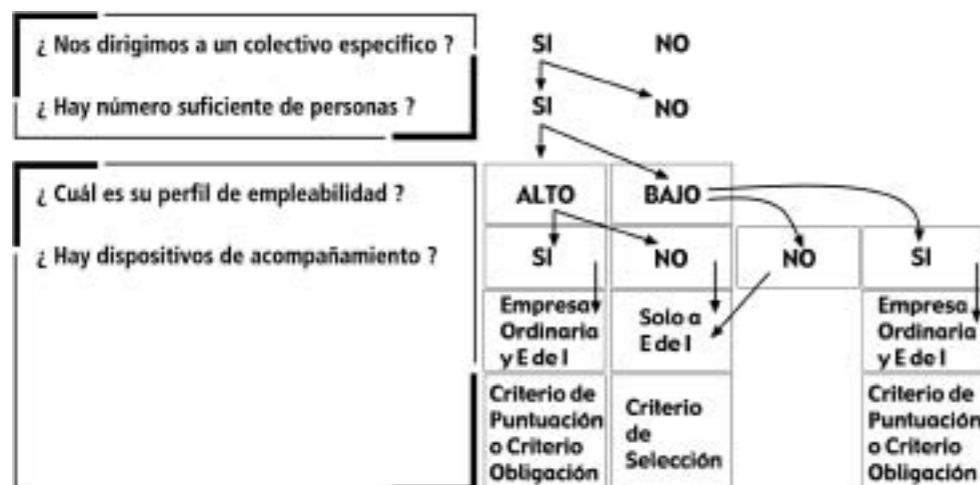 ¿ Nos dirigimos a un colectivo específico ? SI NO
¿ Hay número suficiente de personas ? SI NO
¿ Cuál es su perfil de empleabilidad ? ALTO BAJO
¿ Hay dispositivos de acompañamiento ? SI NO NO SI
Empresa
Ordinaria
y E de I
Solo a
E de I
Empresa
Ordinaria
y E de I
Criterio de
Puntuación
o Criterio
Obligación
Criterio
de
Selección
Criterio de
Puntuación
o Criterio
Obligación